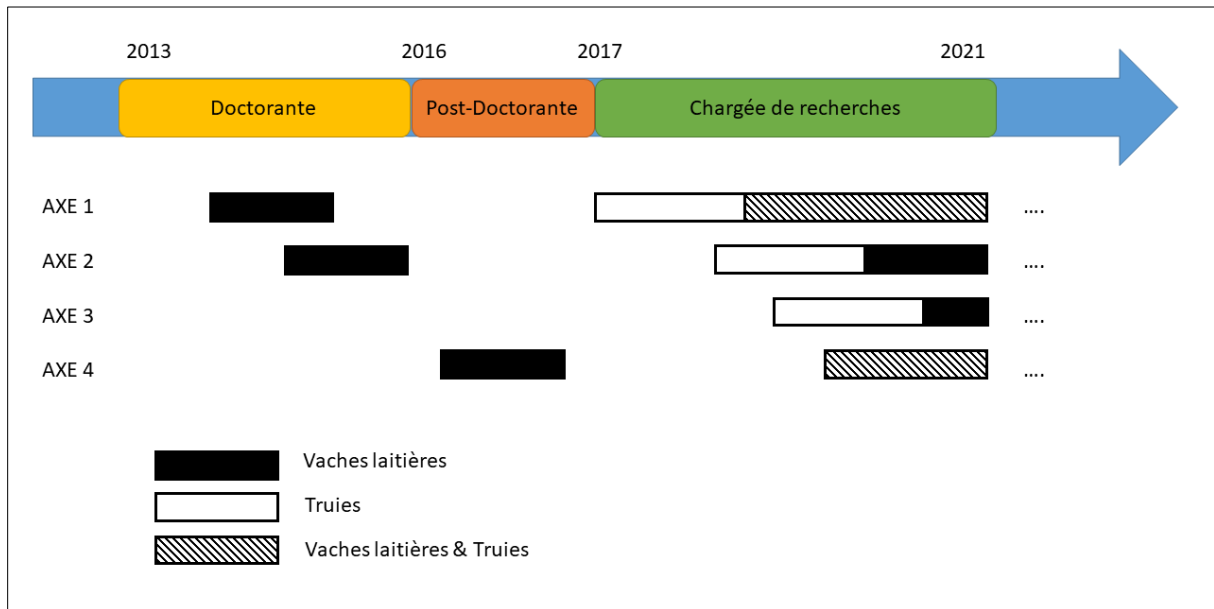 2013 2016 2017 2021
Doctorante Post-Doctorante Chargée de recherches
AXE 1 ....
AXE 2 ....
AXE 3 ....
AXE 4 ....
Vaches laitières
Truies
Vaches laitières & Truies